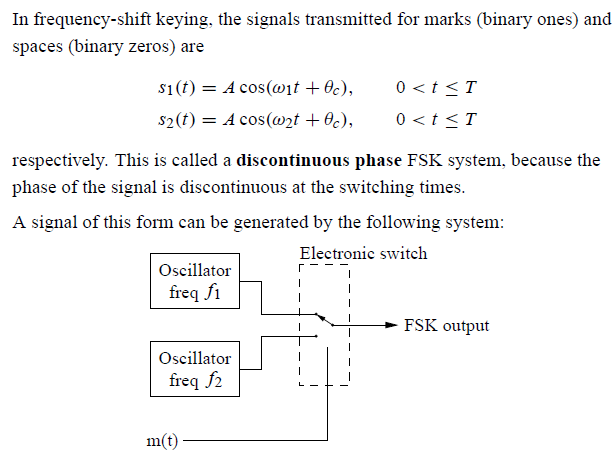 In frequency-shift keying, the signals transmitted for marks (binary ones) and
spaces (binary zeros) are
s₁(t) = A cos(ω₁t + θ_c), 0 < t ≤ T
s₂(t) = A cos(ω₂t + θ_c), 0 < t ≤ T
respectively. This is called a discontinuous phase FSK system, because the
phase of the signal is discontinuous at the switching times.
A signal of this form can be generated by the following system:
Electronic switch
Oscillator
freq f₁
FSK output
Oscillator
freq f₂
m(t)